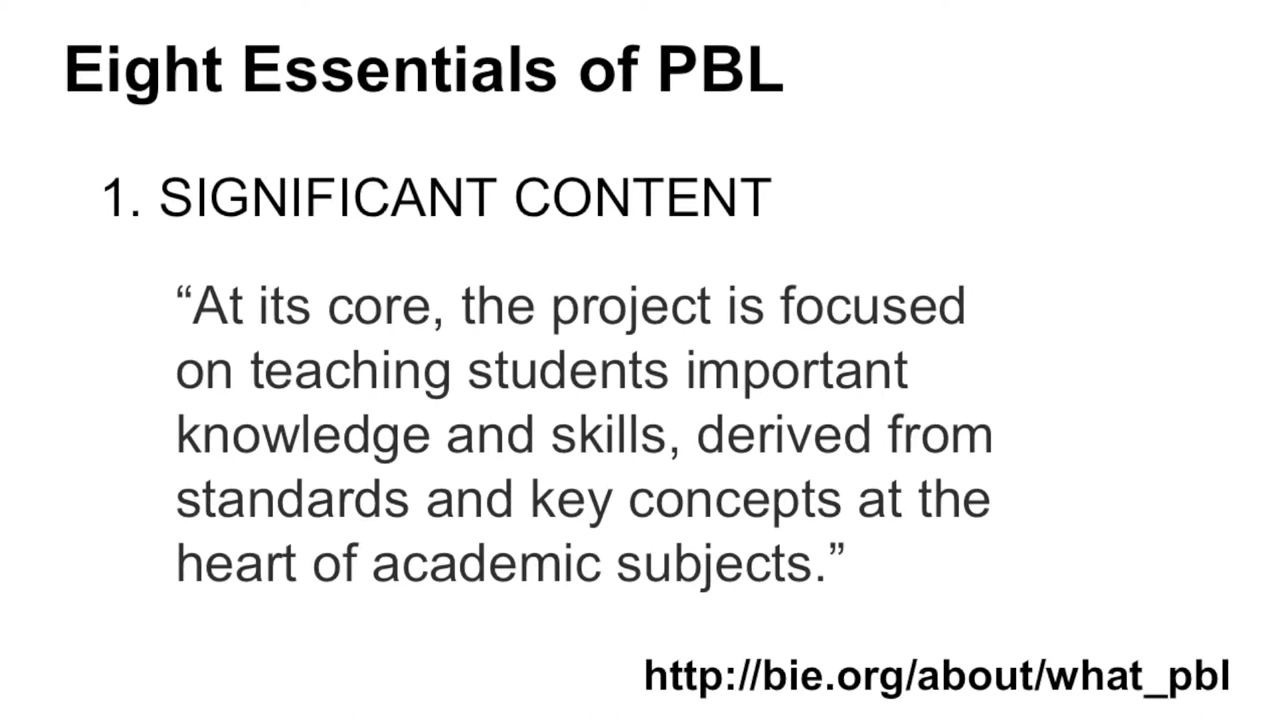 Eight Essentials of PBL
1. SIGNIFICANT CONTENT
“At its core, the project is focused
on teaching students important
knowledge and skills, derived from
standards and key concepts at the
heart of academic subjects.”
http://bie.org/about/what_pbl